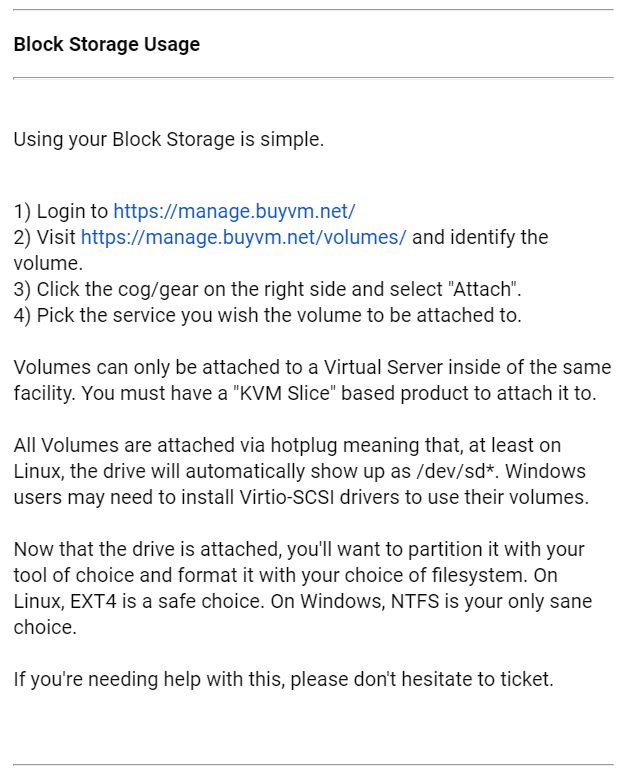 Block Storage Usage
Using your Block Storage is simple.
1) Login to https://manage.buyvm.net/
2) Visit https://manage.buyvm.net/volumes/ and identify the
volume.
3) Click the cog/gear on the right side and select "Attach".
4) Pick the service you wish the volume to be attached to.
Volumes can only be attached to a Virtual Server inside of the same
facility. You must have a "KVM Slice" based product to attach it to.
All Volumes are attached via hotplug meaning that, at least on
Linux, the drive will automatically show up as /dev/sd*. Windows
users may need to install Virtio-SCSI drivers to use their volumes.
Now that the drive is attached, you'll want to partition it with your
tool of choice and format it with your choice of filesystem. On
Linux, EXT4 is a safe choice. On Windows, NTFS is your only sane
choice.
If you're needing help with this, please don't hesitate to ticket.